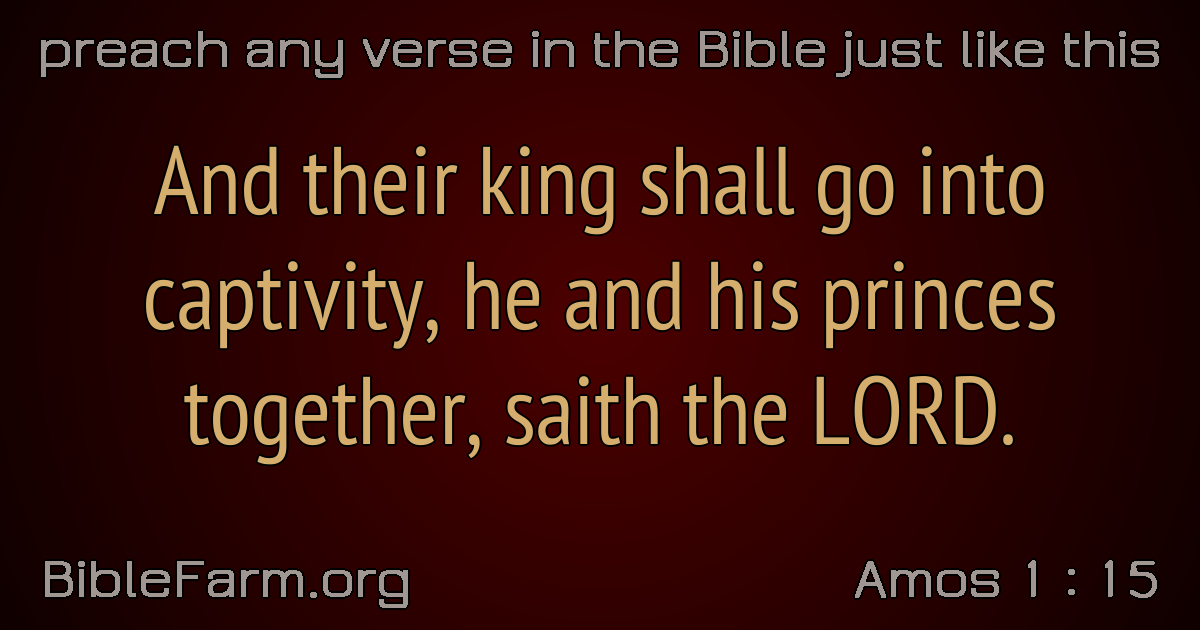 preach any verse in the Bible just like this
And their king shall go into
captivity, he and his princes
together, saith the LORD.
BibleFarm.org
Amos 1 : 15